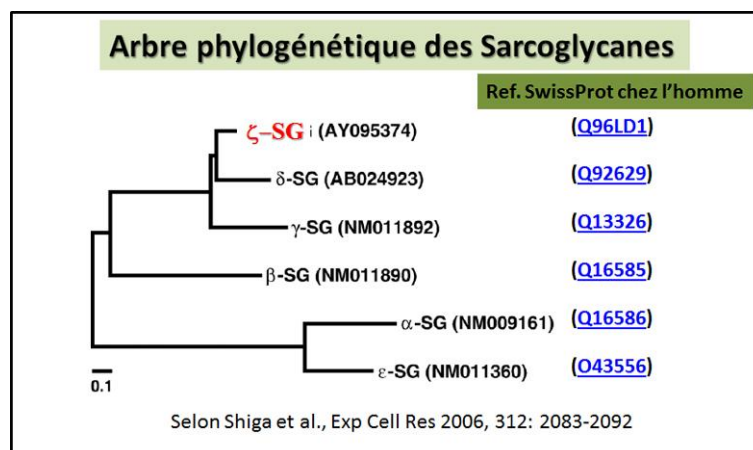 Arbre phylogénétique des Sarcoglycanes
Ref. SwissProt chez l'homme
ζ–SG (AY095374) (Q96LD1)
δ-SG (AB024923) (Q92629)
γ-SG (NM011892) (Q13326)
β-SG (NM011890) (Q16585)
α-SG (NM009161) (Q16586)
ε-SG (NM011360) (O43556)
0.1
Selon Shiga et al., Exp Cell Res 2006, 312: 2083-2092